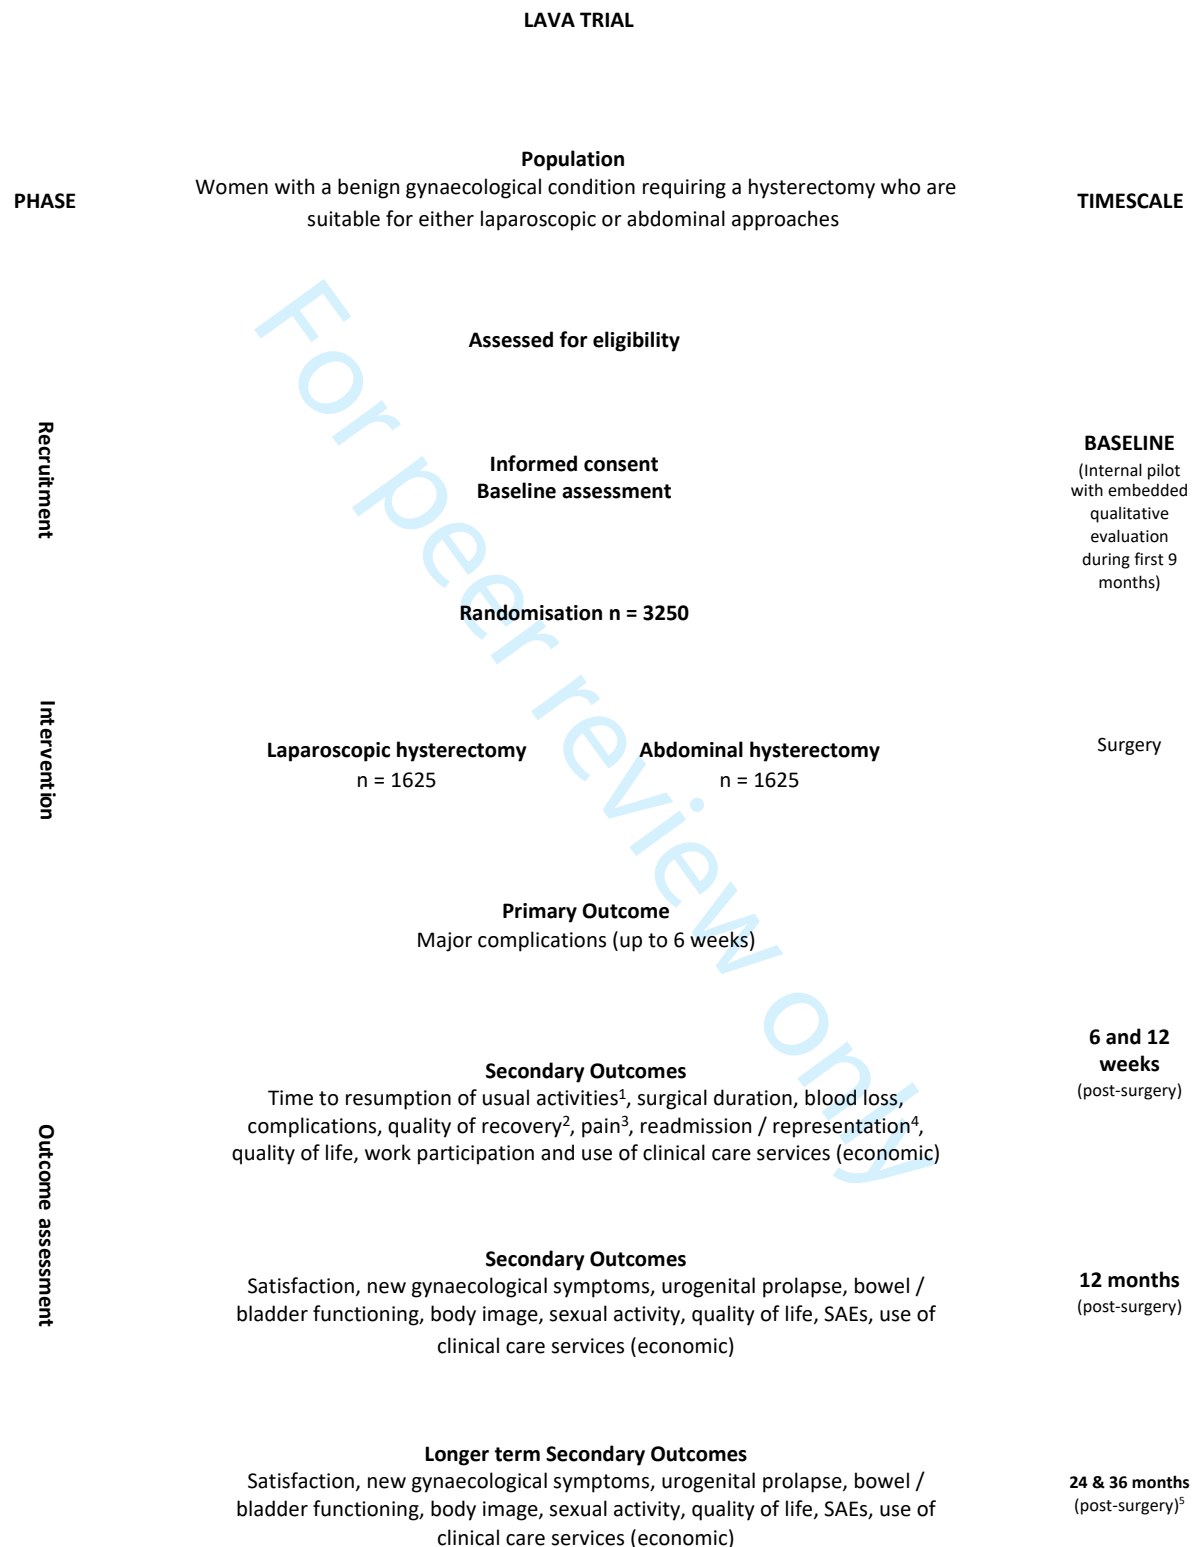 LAVA TRIAL
Population
Women with a benign gynaecological condition requiring a hysterectomy who are
suitable for either laparoscopic or abdominal approaches
PHASE
TIMESCALE
Assessed for eligibility
Recruitment
Informed consent
Baseline assessment
BASELINE
(Internal pilot
with embedded
qualitative
evaluation
during first 9
months)
Randomisation n = 3250
Intervention
Laparoscopic hysterectomy
n = 1625
Abdominal hysterectomy
n = 1625
Surgery
Primary Outcome
Major complications (up to 6 weeks)
Outcome assessment
Secondary Outcomes
Time to resumption of usual activities¹, surgical duration, blood loss,
complications, quality of recovery², pain³, readmission / representation⁴,
quality of life, work participation and use of clinical care services (economic)
6 and 12
weeks
(post-surgery)
Secondary Outcomes
Satisfaction, new gynaecological symptoms, urogenital prolapse, bowel /
bladder functioning, body image, sexual activity, quality of life, SAEs, use of
clinical care services (economic)
12 months
(post-surgery)
Longer term Secondary Outcomes
Satisfaction, new gynaecological symptoms, urogenital prolapse, bowel /
bladder functioning, body image, sexual activity, quality of life, SAEs, use of
clinical care services (economic)
24 & 36 months
(post-surgery)⁵
For peer review only